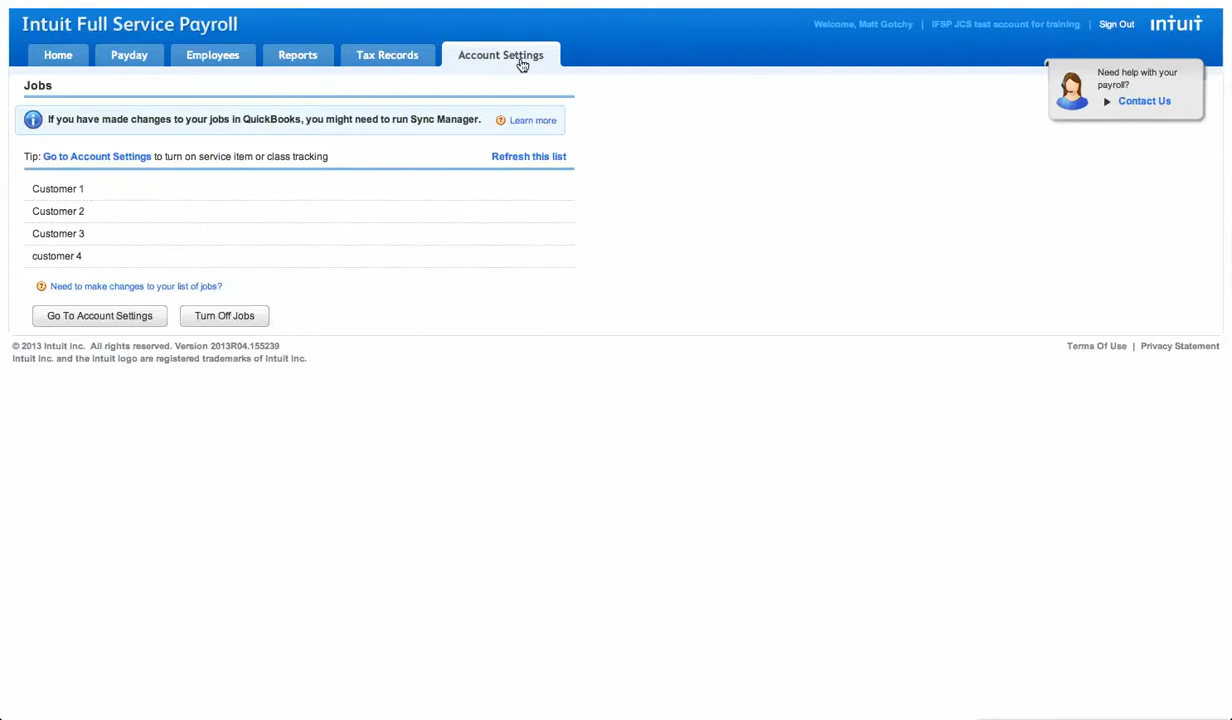 Intuit Full Service Payroll
Welcome, Matt Gotchy | IFSP JCS test account for training | Sign Out intuit
Home Payday Employees Reports Tax Records Account Settings
Need help with your payroll?
Contact Us
Jobs
If you have made changes to your jobs in QuickBooks, you might need to run Sync Manager. Learn more
Tip: Go to Account Settings to turn on service item or class tracking Refresh this list
Customer 1
Customer 2
Customer 3
customer 4
Need to make changes to your list of jobs?
Go To Account Settings Turn Off Jobs
© 2013 Intuit Inc. All rights reserved. Version 2013R04.155239 Terms Of Use | Privacy Statement
Intuit Inc. and the Intuit logo are registered trademarks of Intuit Inc.